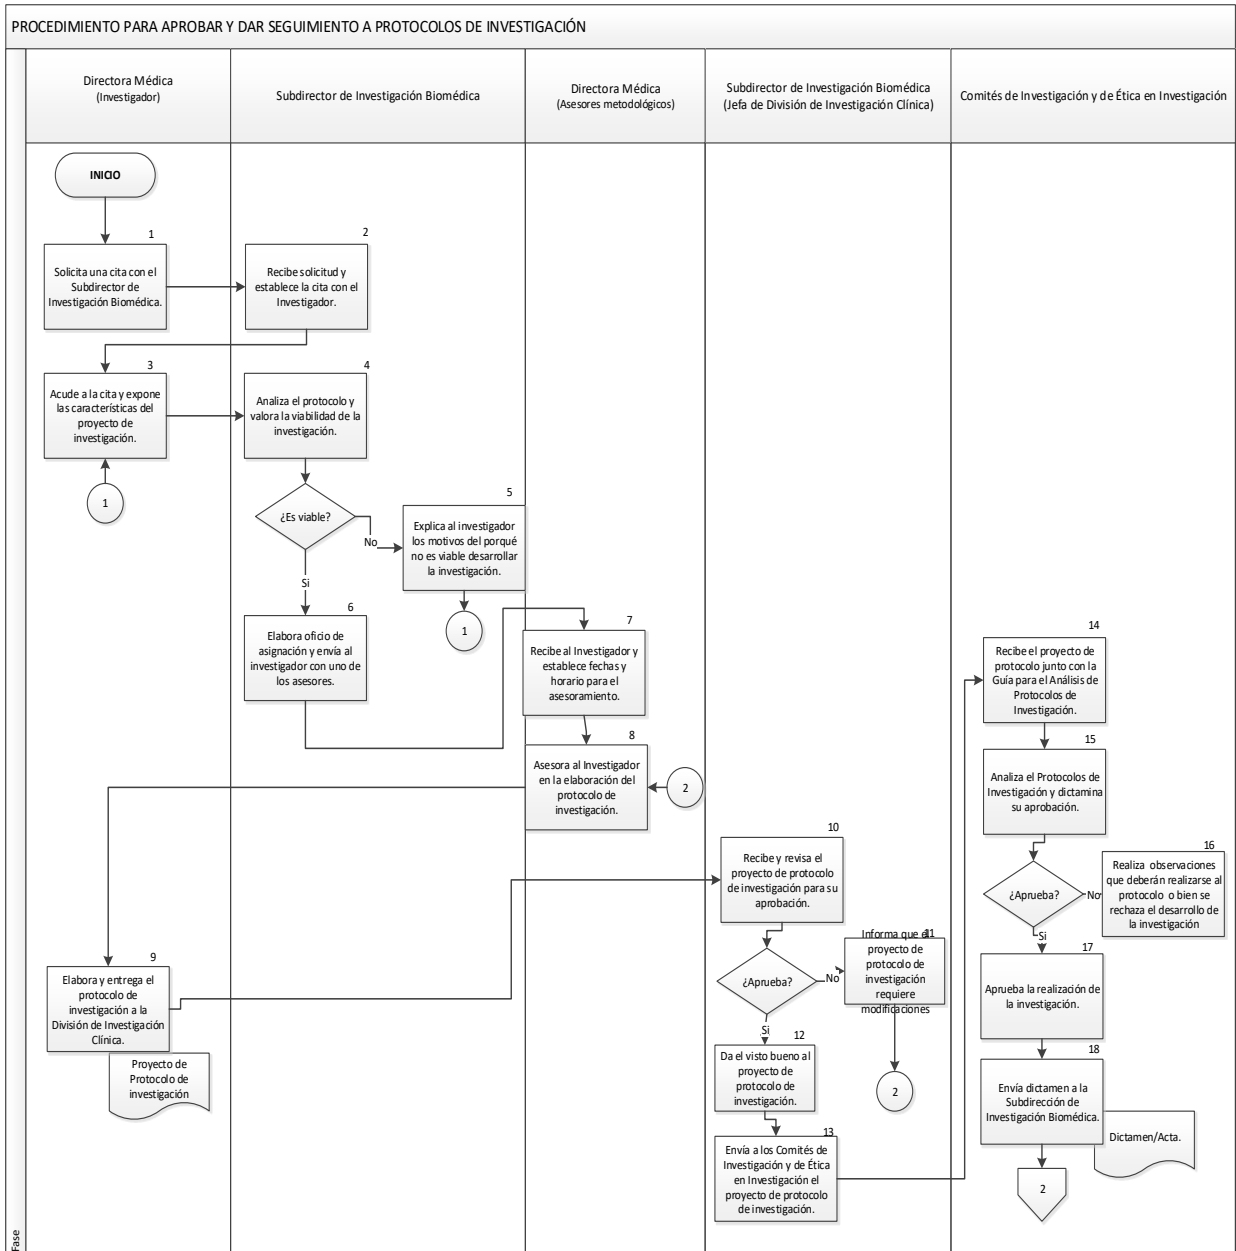 PROCEDIMIENTO PARA APROBAR Y DAR SEGUIMIENTO A PROTOCOLOS DE INVESTIGACIÓN
Directora Médica
(Investigador)
Subdirector de Investigación Biomédica
Directora Médica
(Asesores metodológicos)
Subdirector de Investigación Biomédica
(Jefa de División de Investigación Clínica)
Comités de Investigación y de Ética en Investigación
INICIO
1
Solicita una cita con el
Subdirector de
Investigación Biomédica.
2
Recibe solicitud y
establece la cita con el
Investigador.
3
Acude a la cita y expone
las características del
proyecto de
investigación.
1
4
Analiza el protocolo y
valora la viabilidad de la
investigación.
¿Es viable?
No
Si
5
Explica al investigador
los motivos del porqué
no es viable desarrollar
la investigación.
1
6
Elabora oficio de
asignación y envía al
investigador con uno de
los asesores.
7
Recibe al Investigador y
establece fechas y
horario para el
asesoramiento.
8
Asesora al Investigador
en la elaboración del
protocolo de
investigación.
2
9
Elabora y entrega el
protocolo de
investigación a la
División de Investigación
Clínica.
Proyecto de
Protocolo de
investigación
10
Recibe y revisa el
proyecto de protocolo
de investigación para su
aprobación.
¿Aprueba?
No
Si
11
Informa que el
proyecto de
protocolo de
investigación
requiere
modificaciones
2
12
Da el visto bueno al
proyecto de
protocolo de
investigación.
13
Envía a los Comités de
Investigación y de Ética
en Investigación el
proyecto de protocolo
de investigación.
14
Recibe el proyecto de
protocolo junto con la
Guía para el Análisis de
Protocolos de
Investigación.
15
Analiza el Protocolos de
Investigación y dictamina
su aprobación.
¿Aprueba?
No
Si
16
Realiza observaciones
que deberán realizarse al
protocolo o bien se
rechaza el desarrollo de
la investigación
17
Aprueba la realización de
la investigación.
18
Envía dictamen a la
Subdirección de
Investigación Biomédica.
Dictamen/Acta.
2
Fase